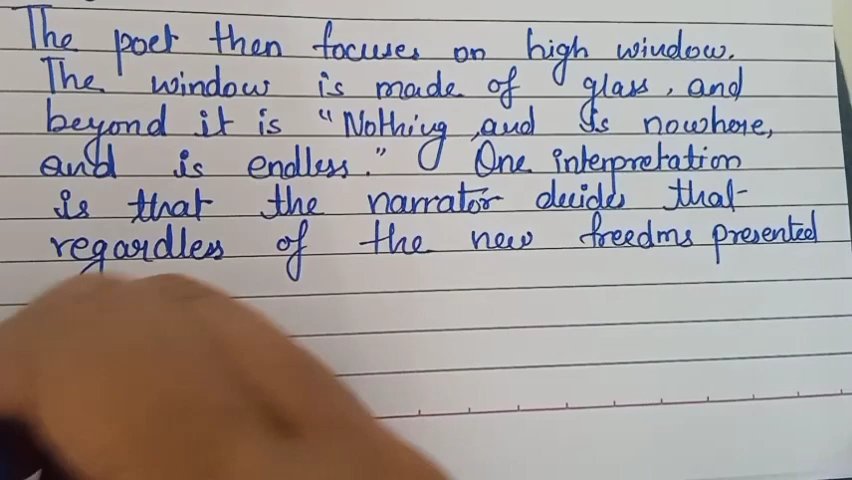 The poet then focuses on high window.
The window is made of glass, and
beyond it is "Nothing, and Is nowhere,
and is endless." One interpretation
is that the narrator decides that
regardless of the new freedms presented